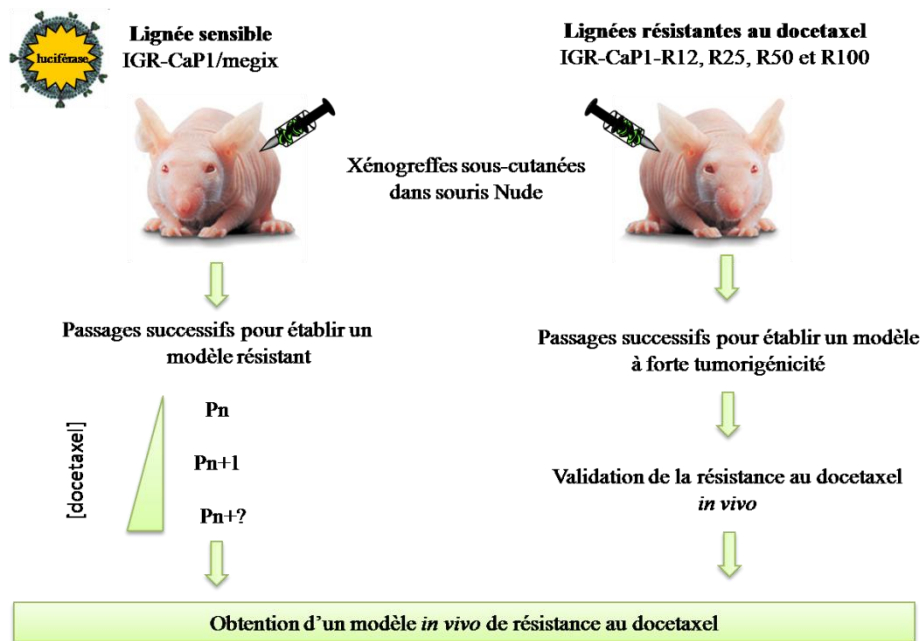 luciférase
Lignée sensible
IGR-CaP1/megix
Lignées résistantes au docetaxel
IGR-CaP1-R12, R25, R50 et R100
Xénogreffes sous-cutanées
dans souris Nude
Passages successifs pour établir un
modèle résistant
[docetaxel]
Pn
Pn+1
Pn+?
Passages successifs pour établir un modèle
à forte tumorigénicité
Validation de la résistance au docetaxel
in vivo
Obtention d'un modèle in vivo de résistance au docetaxel